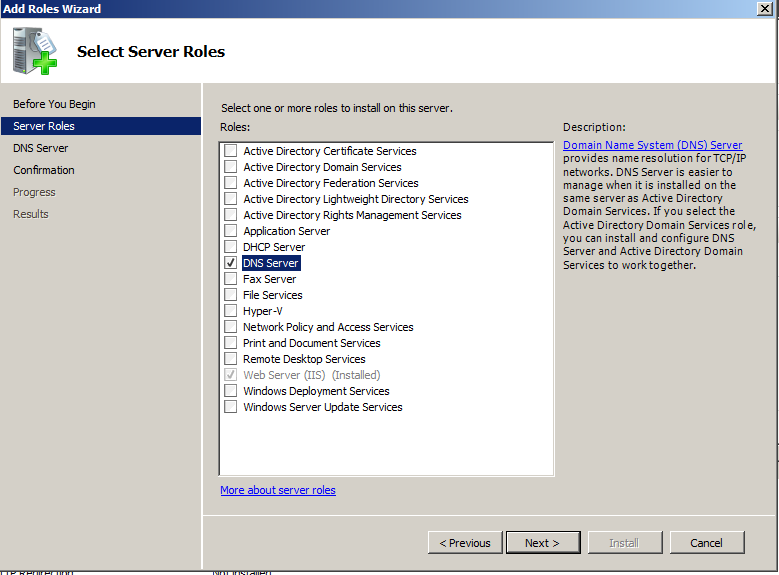 Add Roles Wizard
Select Server Roles
Before You Begin
Server Roles
DNS Server
Confirmation
Progress
Results
Select one or more roles to install on this server.
Roles:
Active Directory Certificate Services
Active Directory Domain Services
Active Directory Federation Services
Active Directory Lightweight Directory Services
Active Directory Rights Management Services
Application Server
DHCP Server
DNS Server
Fax Server
File Services
Hyper-V
Network Policy and Access Services
Print and Document Services
Remote Desktop Services
Web Server (IIS) (Installed)
Windows Deployment Services
Windows Server Update Services
More about server roles
Description:
Domain Name System (DNS) Server
provides name resolution for TCP/IP
networks. DNS Server is easier to
manage when it is installed on the
same server as Active Directory
Domain Services. If you select the
Active Directory Domain Services role,
you can install and configure DNS
Server and Active Directory Domain
Services to work together.
< Previous
Next >
Install
Cancel